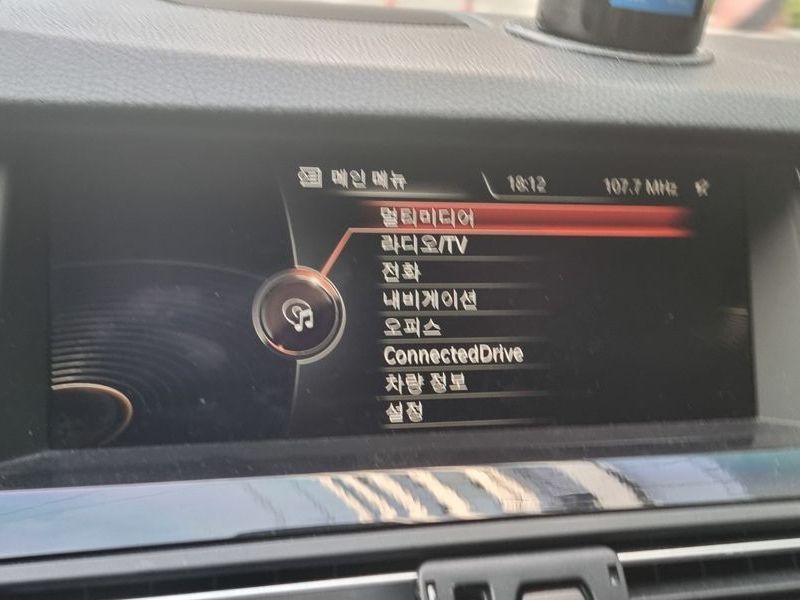 메인 메뉴 18:12 107.7 MHz
멀티미디어
라디오/TV
전화
내비게이션
오피스
ConnectedDrive
차량 정보
설정